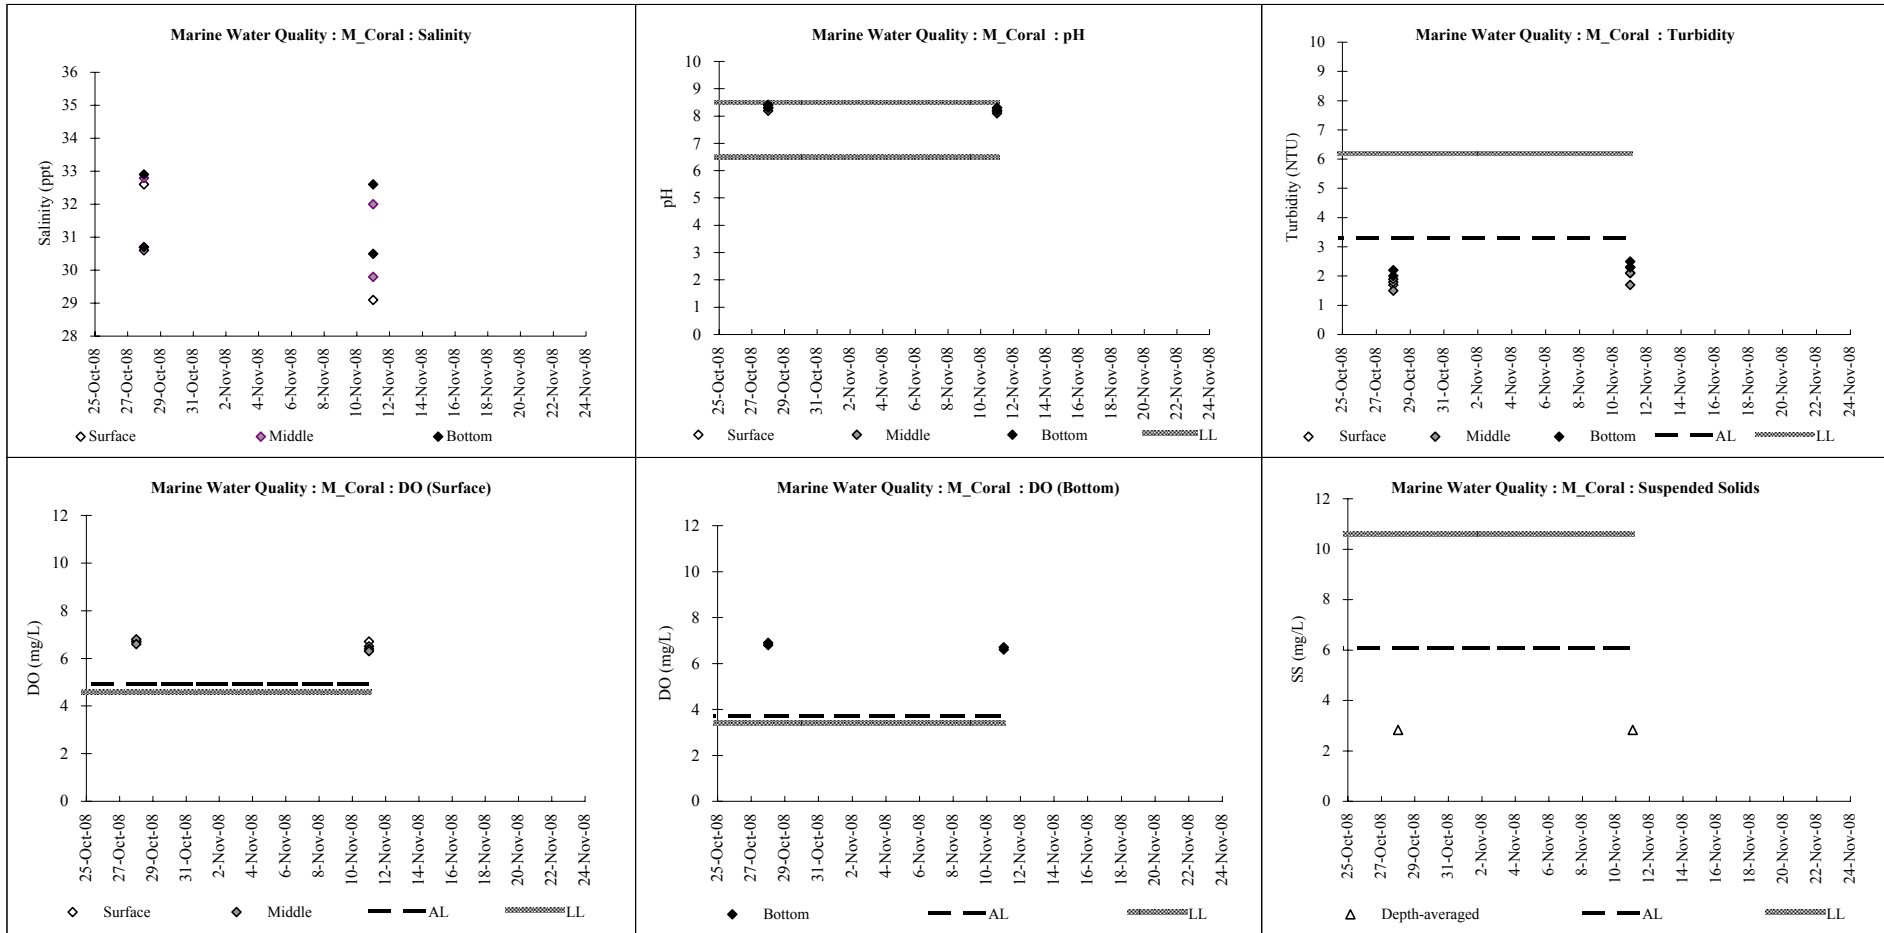 Marine Water Quality : M_Coral : Salinity
36
35
34
33
32
31
30
29
28
Salinity (ppt)
25-Oct-08
27-Oct-08
29-Oct-08
31-Oct-08
2-Nov-08
4-Nov-08
6-Nov-08
8-Nov-08
10-Nov-08
12-Nov-08
14-Nov-08
16-Nov-08
18-Nov-08
20-Nov-08
22-Nov-08
24-Nov-08
Surface Middle Bottom
Marine Water Quality : M_Coral : pH
10
9
8
7
6
5
4
3
2
1
0
pH
25-Oct-08
27-Oct-08
29-Oct-08
31-Oct-08
2-Nov-08
4-Nov-08
6-Nov-08
8-Nov-08
10-Nov-08
12-Nov-08
14-Nov-08
16-Nov-08
18-Nov-08
20-Nov-08
22-Nov-08
24-Nov-08
Surface Middle Bottom LL
Marine Water Quality : M_Coral : Turbidity
10
9
8
7
6
5
4
3
2
1
0
Turbidity (NTU)
25-Oct-08
27-Oct-08
29-Oct-08
31-Oct-08
2-Nov-08
4-Nov-08
6-Nov-08
8-Nov-08
10-Nov-08
12-Nov-08
14-Nov-08
16-Nov-08
18-Nov-08
20-Nov-08
22-Nov-08
24-Nov-08
Surface Middle Bottom AL LL
Marine Water Quality : M_Coral : DO (Surface)
12
10
8
6
4
2
0
DO (mg/L)
25-Oct-08
27-Oct-08
29-Oct-08
31-Oct-08
2-Nov-08
4-Nov-08
6-Nov-08
8-Nov-08
10-Nov-08
12-Nov-08
14-Nov-08
16-Nov-08
18-Nov-08
20-Nov-08
22-Nov-08
24-Nov-08
Surface Middle AL LL
Marine Water Quality : M_Coral : DO (Bottom)
12
10
8
6
4
2
0
DO (mg/L)
25-Oct-08
27-Oct-08
29-Oct-08
31-Oct-08
2-Nov-08
4-Nov-08
6-Nov-08
8-Nov-08
10-Nov-08
12-Nov-08
14-Nov-08
16-Nov-08
18-Nov-08
20-Nov-08
22-Nov-08
24-Nov-08
Bottom AL LL
Marine Water Quality : M_Coral : Suspended Solids
12
10
8
6
4
2
0
SS (mg/L)
25-Oct-08
27-Oct-08
29-Oct-08
31-Oct-08
2-Nov-08
4-Nov-08
6-Nov-08
8-Nov-08
10-Nov-08
12-Nov-08
14-Nov-08
16-Nov-08
18-Nov-08
20-Nov-08
22-Nov-08
24-Nov-08
Depth-averaged AL LL